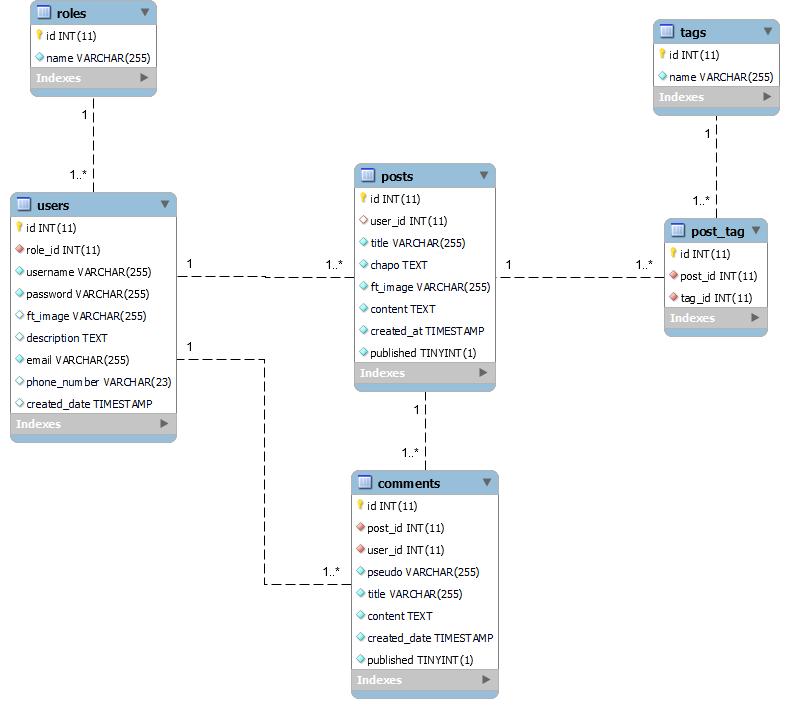 roles
id INT(11)
name VARCHAR(255)
Indexes
1
1..*
users
id INT(11)
role_id INT(11)
username VARCHAR(255)
password VARCHAR(255)
ft_image VARCHAR(255)
description TEXT
email VARCHAR(255)
phone_number VARCHAR(23)
created_date TIMESTAMP
Indexes
1
1..*
1
1..*
posts
id INT(11)
user_id INT(11)
title VARCHAR(255)
chapo TEXT
ft_image VARCHAR(255)
content TEXT
created_at TIMESTAMP
published TINYINT(1)
Indexes
1
1..*
1
1..*
comments
id INT(11)
post_id INT(11)
user_id INT(11)
pseudo VARCHAR(255)
title VARCHAR(255)
content TEXT
created_date TIMESTAMP
published TINYINT(1)
Indexes
tags
id INT(11)
name VARCHAR(255)
Indexes
1
1..*
post_tag
id INT(11)
post_id INT(11)
tag_id INT(11)
Indexes